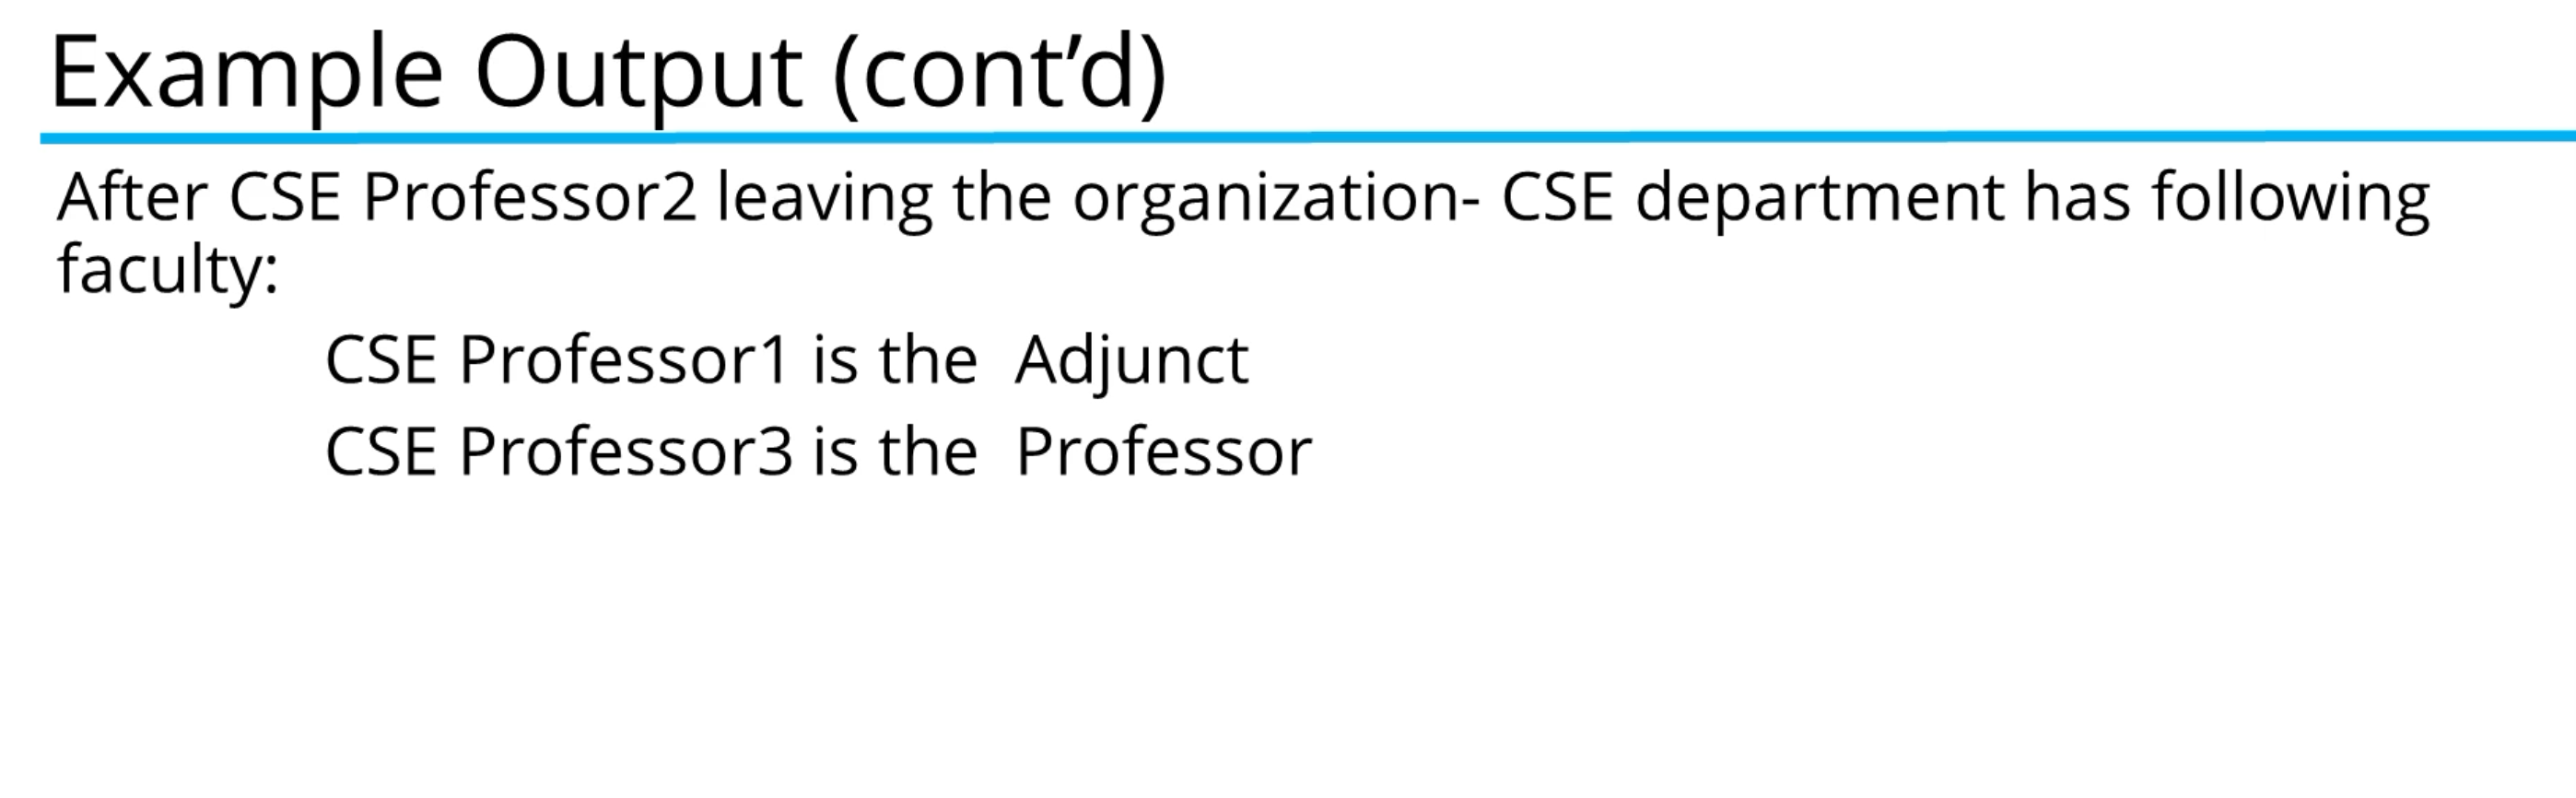 Example Output (cont’d)
After CSE Professor2 leaving the organization- CSE department has following
faculty:
CSE Professor1 is the  Adjunct
CSE Professor3 is the  Professor